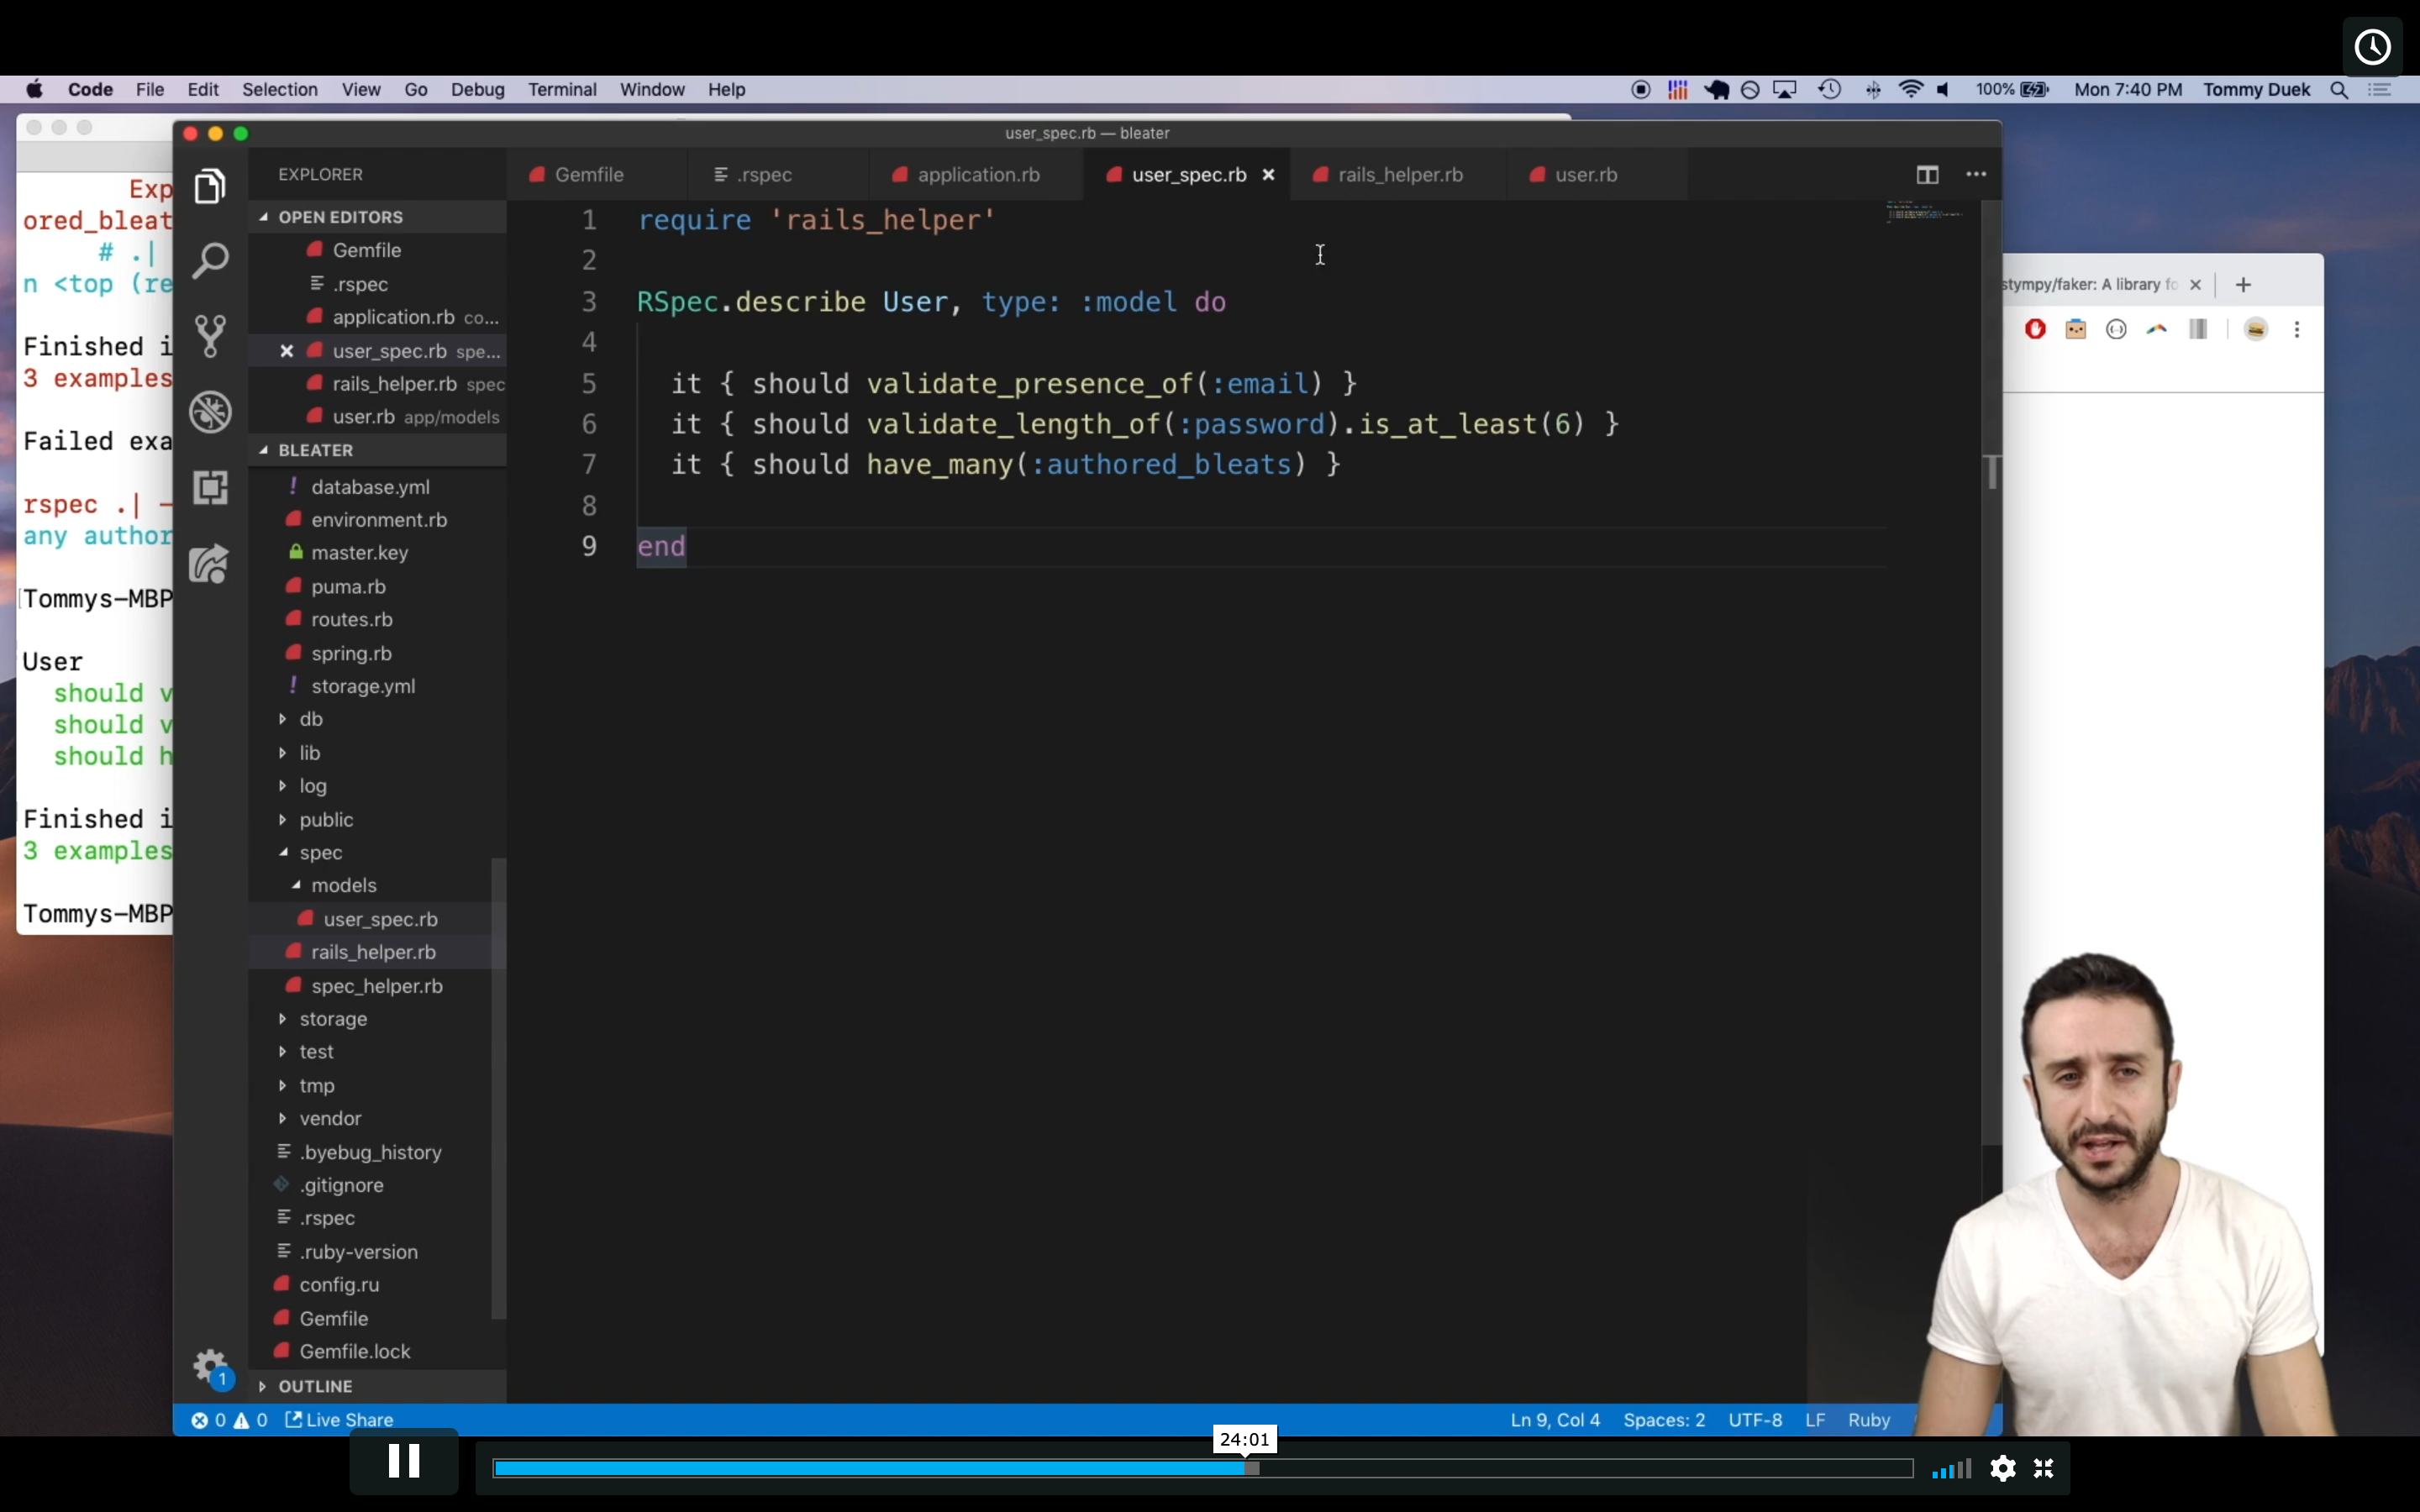 Code File Edit Selection View Go Debug Terminal Window Help
100% Mon 7:40 PM Tommy Duek
user_spec.rb — bleater
EXPLORER
Gemfile .rspec application.rb user_spec.rb rails_helper.rb user.rb
OPEN EDITORS
Gemfile
.rspec
application.rb co...
user_spec.rb spe...
rails_helper.rb spec
user.rb app/models
BLEATER
database.yml
environment.rb
master.key
puma.rb
routes.rb
spring.rb
storage.yml
db
lib
log
public
spec
models
user_spec.rb
rails_helper.rb
spec_helper.rb
storage
test
tmp
vendor
.byebug_history
.gitignore
.rspec
.ruby-version
config.ru
Gemfile
Gemfile.lock
OUTLINE
1
1 require 'rails_helper'
2
3 RSpec.describe User, type: :model do
4
5 it { should validate_presence_of(:email) }
6 it { should validate_length_of(:password).is_at_least(6) }
7 it { should have_many(:authored_bleats) }
8
9 end
Exp
ored_bleat
# .|
n <top (re
Finished i
3 examples
Failed exa
rspec .| –
any author
Tommys–MBP
User
should v
should v
should h
Finished i
3 examples
Tommys–MBP
stympy/faker: A library fo
0 0 Live Share
Ln 9, Col 4 Spaces: 2 UTF-8 LF Ruby
24:01